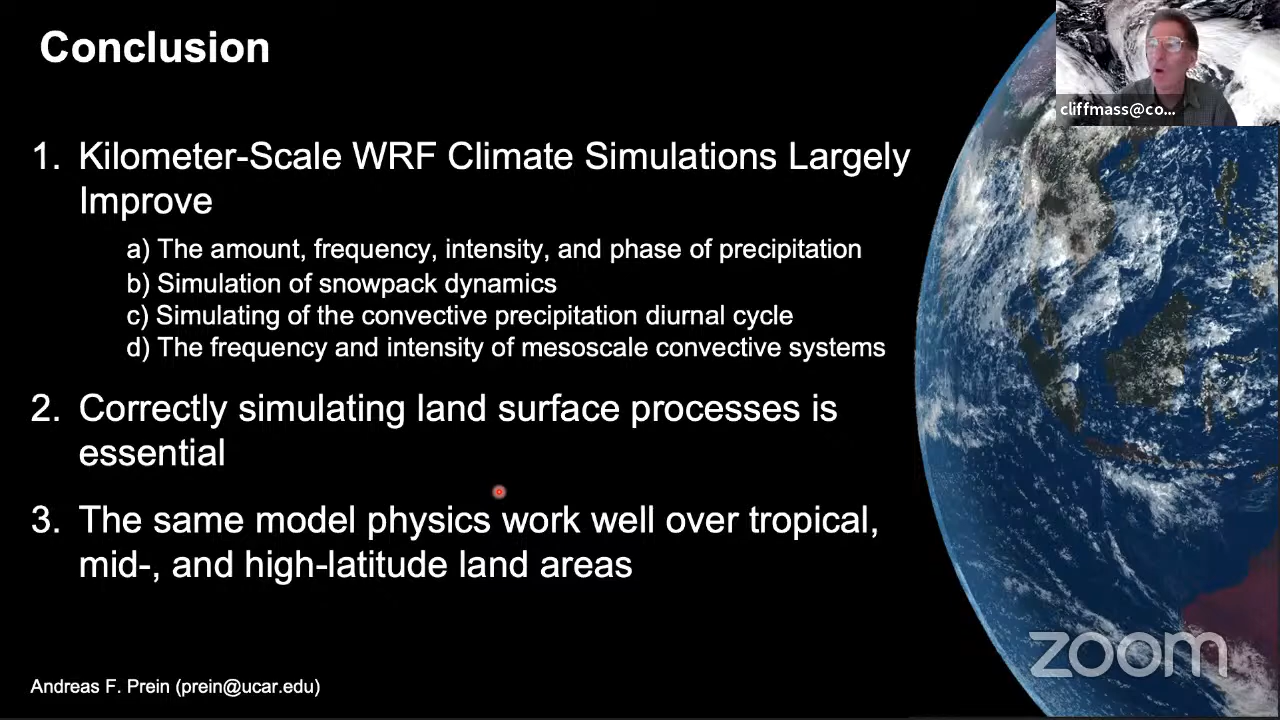 Conclusion
cliffmass@co...
1. Kilometer-Scale WRF Climate Simulations Largely
Improve
a) The amount, frequency, intensity, and phase of precipitation
b) Simulation of snowpack dynamics
c) Simulating of the convective precipitation diurnal cycle
d) The frequency and intensity of mesoscale convective systems
2. Correctly simulating land surface processes is
essential
3. The same model physics work well over tropical,
mid-, and high-latitude land areas
zoom
Andreas F. Prein (prein@ucar.edu)